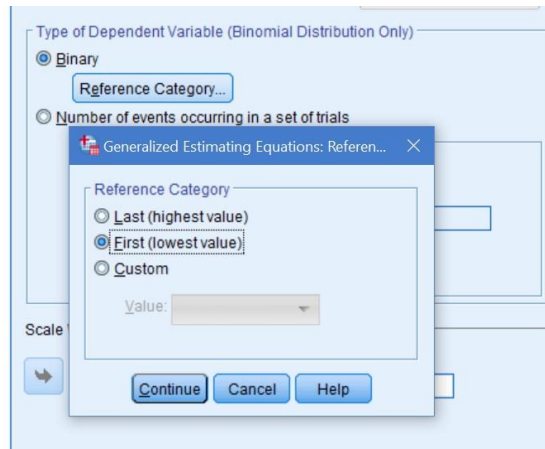 Type of Dependent Variable (Binomial Distribution Only)
Binary
Reference Category...
Number of events occurring in a set of trials
Generalized Estimating Equations: Referen...
Reference Category
Last (highest value)
First (lowest value)
Custom
Value:
Scale
Continue Cancel Help